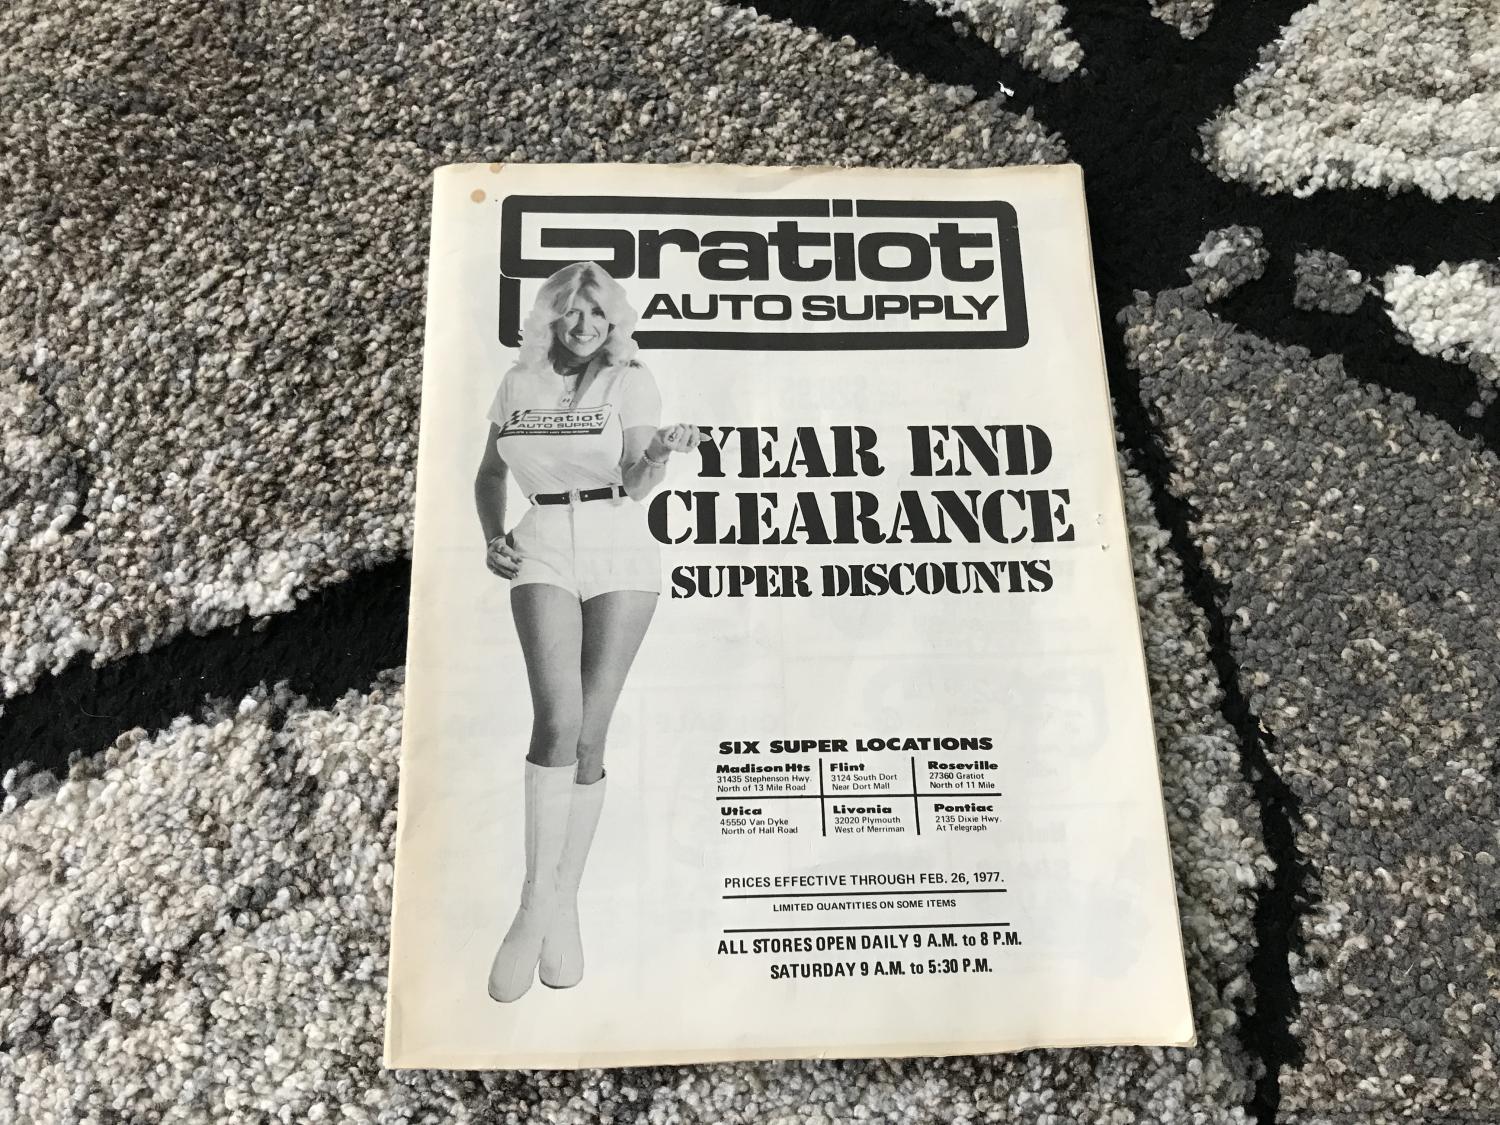 Gratiot
AUTO SUPPLY
Gratiot
AUTO SUPPLY
YEAR END
CLEARANCE
SUPER DISCOUNTS
SIX SUPER LOCATIONS
Madison Hts
31435 Stephenson Hwy.
North of 13 Mile Road
Flint
3124 South Dort
Near Dort Mall
Roseville
27360 Gratiot
North of 11 Mile
Utica
45550 Van Dyke
North of Hall Road
Livonia
32020 Plymouth
West of Merriman
Pontiac
2135 Dixie Hwy.
At Telegraph
PRICES EFFECTIVE THROUGH FEB. 26, 1977.
LIMITED QUANTITIES ON SOME ITEMS
ALL STORES OPEN DAILY 9 A.M. to 8 P.M.
SATURDAY 9 A.M. to 5:30 P.M.